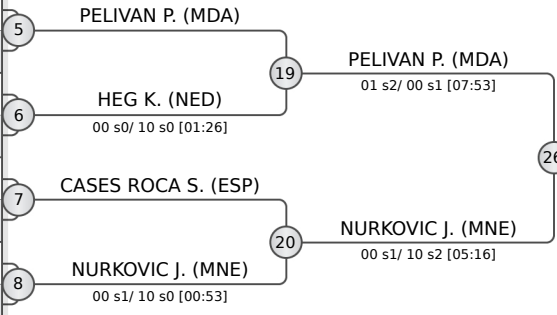 PELIVAN P. (MDA)
5
19
PELIVAN P. (MDA)
01 s2/ 00 s1 [07:53]
HEG K. (NED)
6
00 s0/ 10 s0 [01:26]
26
CASES ROCA S. (ESP)
7
20
NURKOVIC J. (MNE)
00 s1/ 10 s2 [05:16]
NURKOVIC J. (MNE)
8
00 s1/ 10 s0 [00:53]